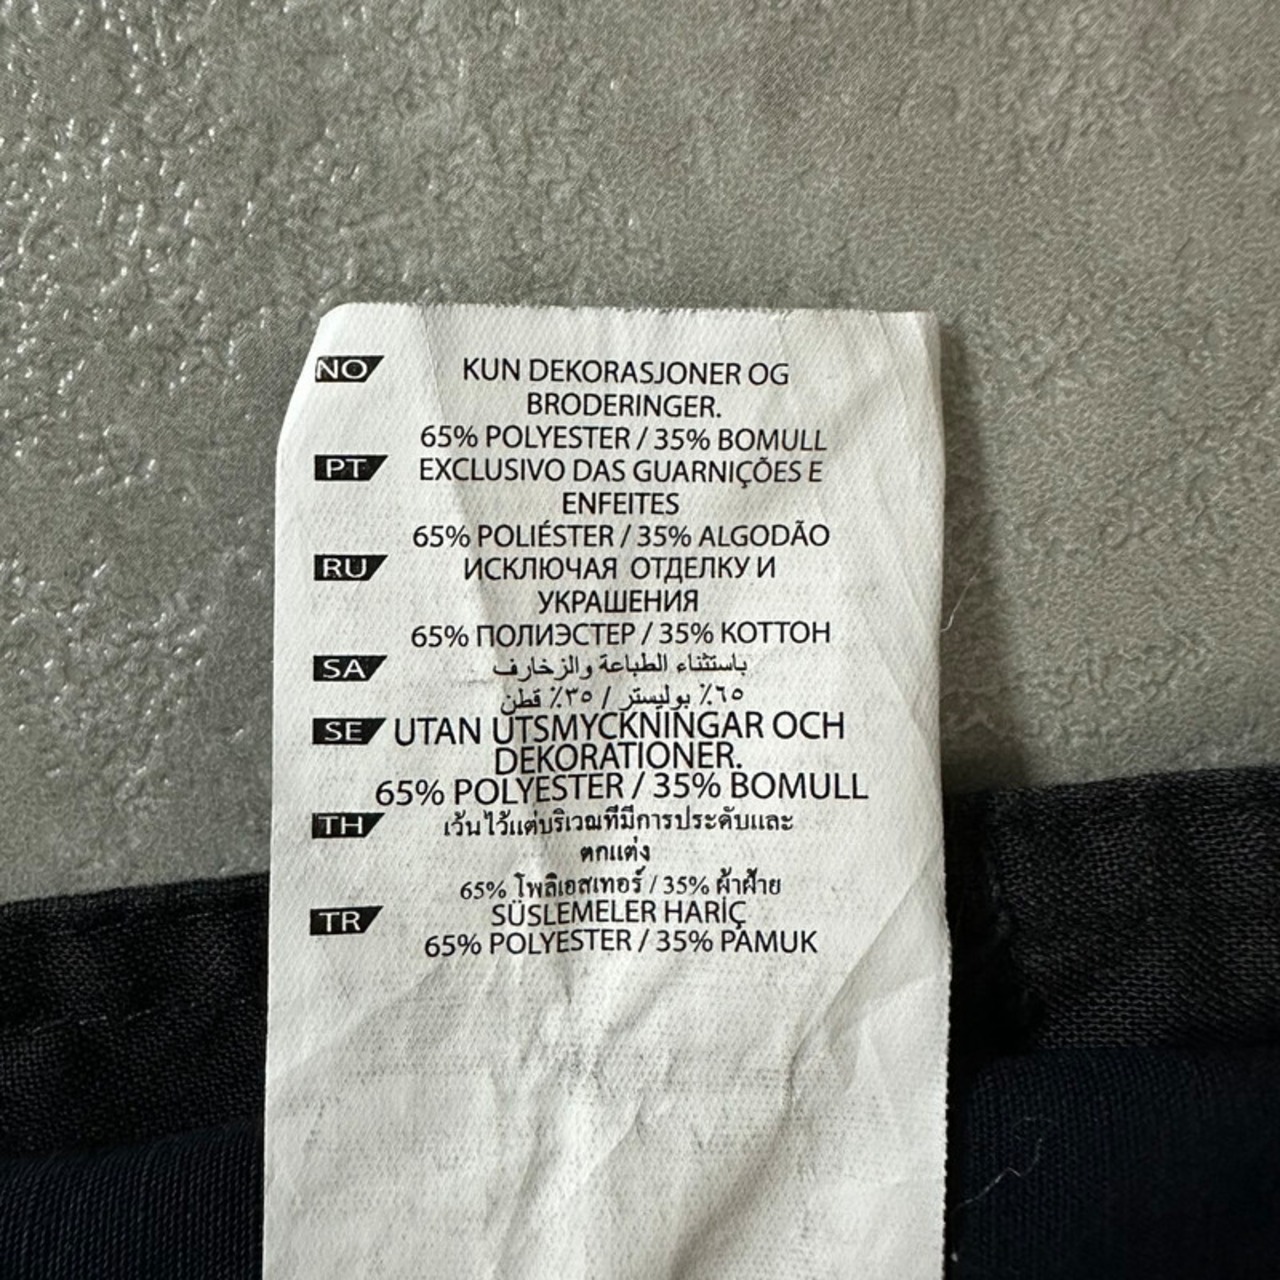 NO KUN DEKORASJONER OG
BRODERINGER.
65% POLYESTER / 35% BOMULL
PT EXCLUSIVO DAS GUARNIÇÕES E
ENFEITES
65% POLIÉSTER / 35% ALGODÃO
RU ИСКЛЮЧАЯ ОТДЕЛКУ И
УКРАШЕНИЯ
65% ПОЛИЭСТЕР / 35% КОТТОН
SA باستثناء الطباعة والزخارف
٦٥٪ بوليستر / ٣٥٪ قطن
SE UTAN UTSMYCKNINGAR OCH
DEKORATIONER.
65% POLYESTER / 35% BOMULL
TH เว้นไว้แต่บริเวณที่มีการประดับและ
ตกแต่ง
65% โพลิเอสเทอร์ / 35% ผ้าฝ้าย
TR SÜSLEMELER HARİÇ
65% POLYESTER / 35% PAMUK